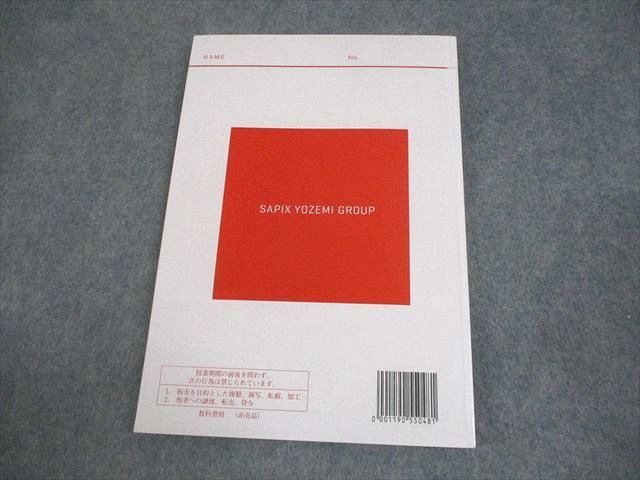 NAME No.
SAPIX YOZEMI GROUP
授業期間の前後を問わず、
次の行為は禁じられています。
1. 販売を目的とした複製、複写、転載、加工
2. 他者への譲渡、転売、貸与
教科書用 (非売品)
0 001190 550481